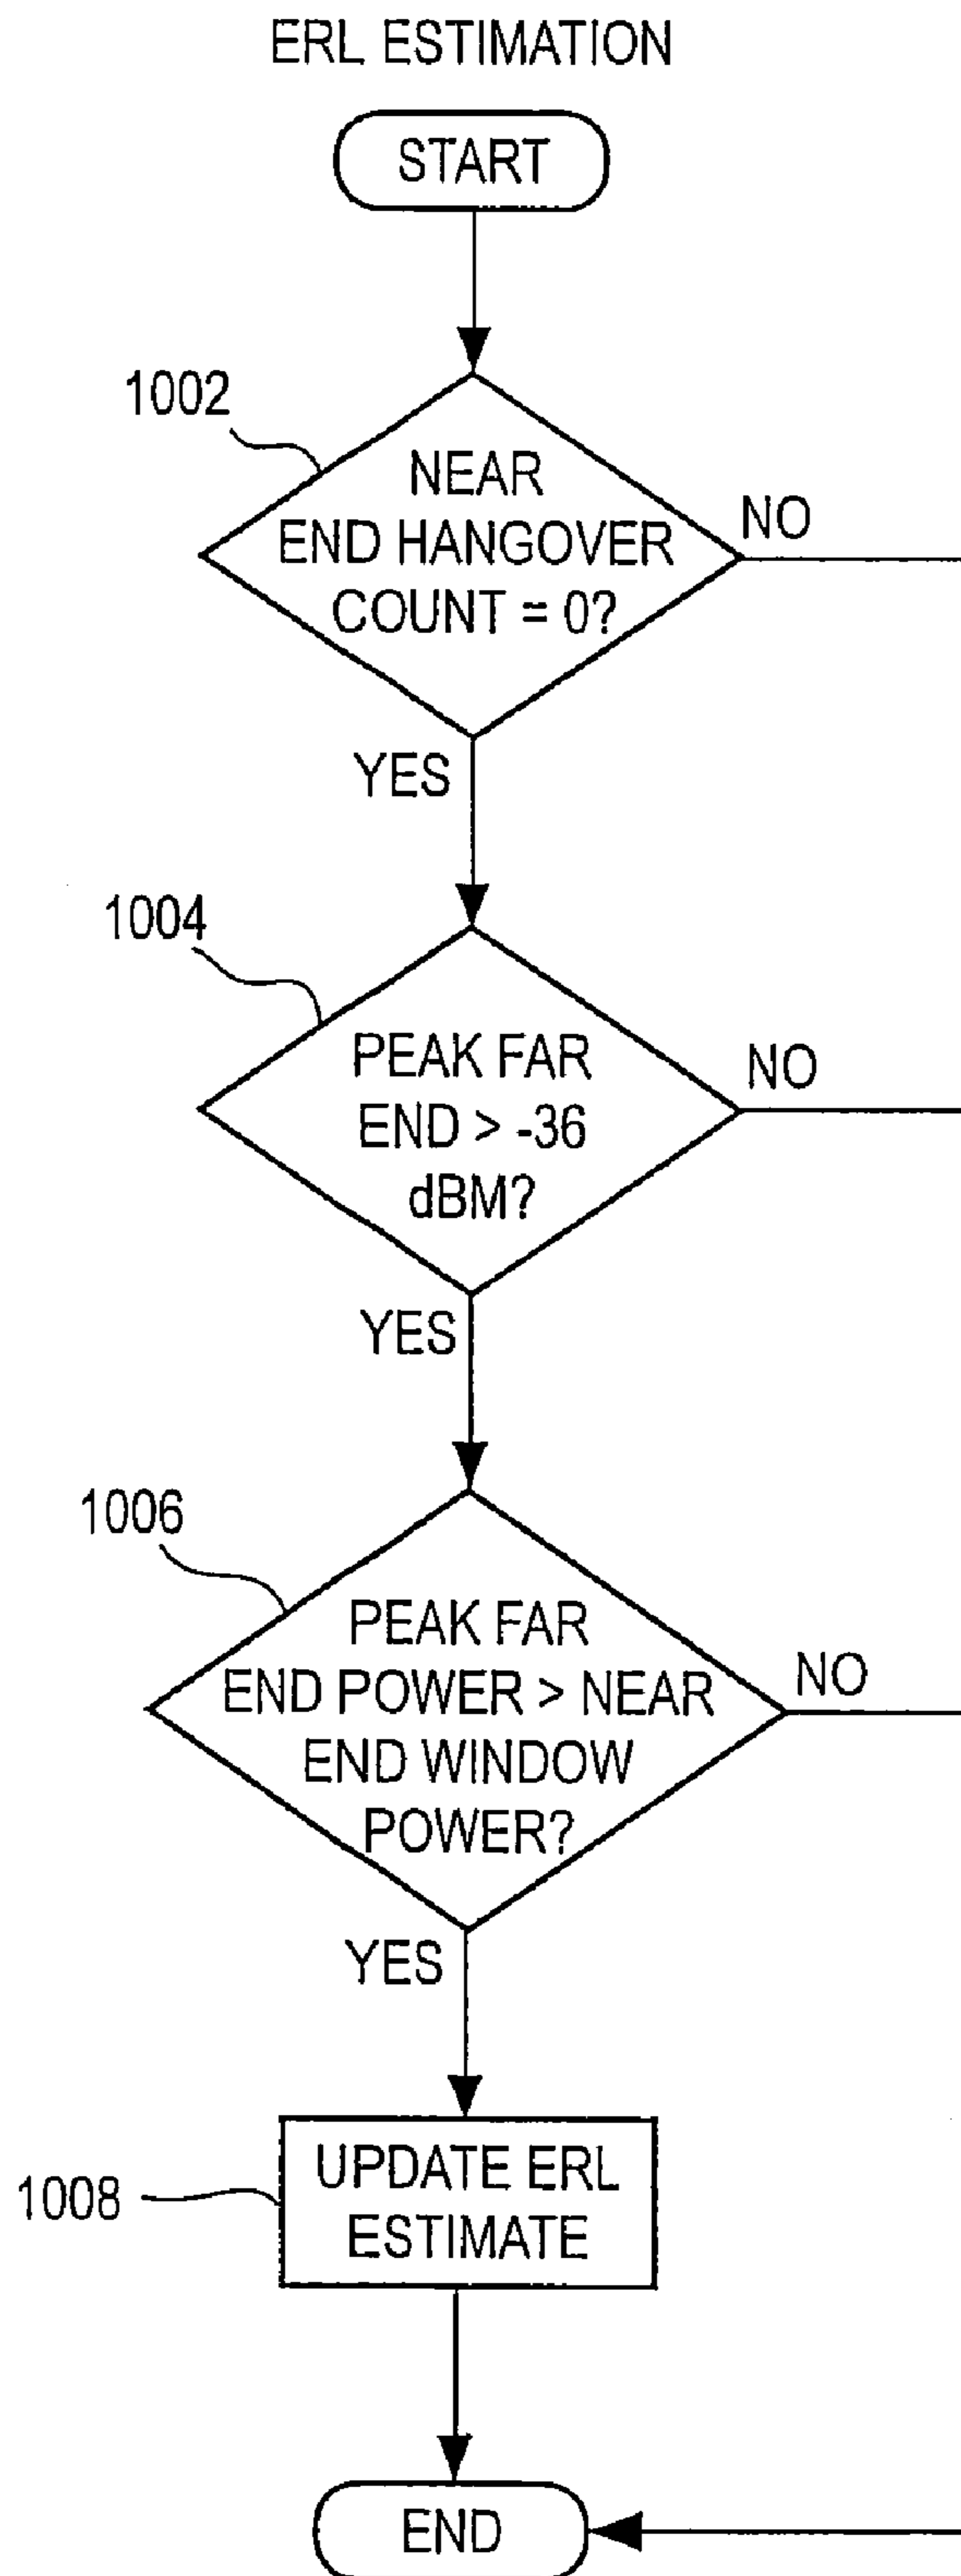 ERL ESTIMATION
START
1002
NEAR
END HANGOVER
COUNT = 0?
NO
YES
1004
PEAK FAR
END > -36
dBM?
NO
YES
1006
PEAK FAR
END POWER > NEAR
END WINDOW
POWER?
NO
YES
1008
UPDATE ERL
ESTIMATE
END